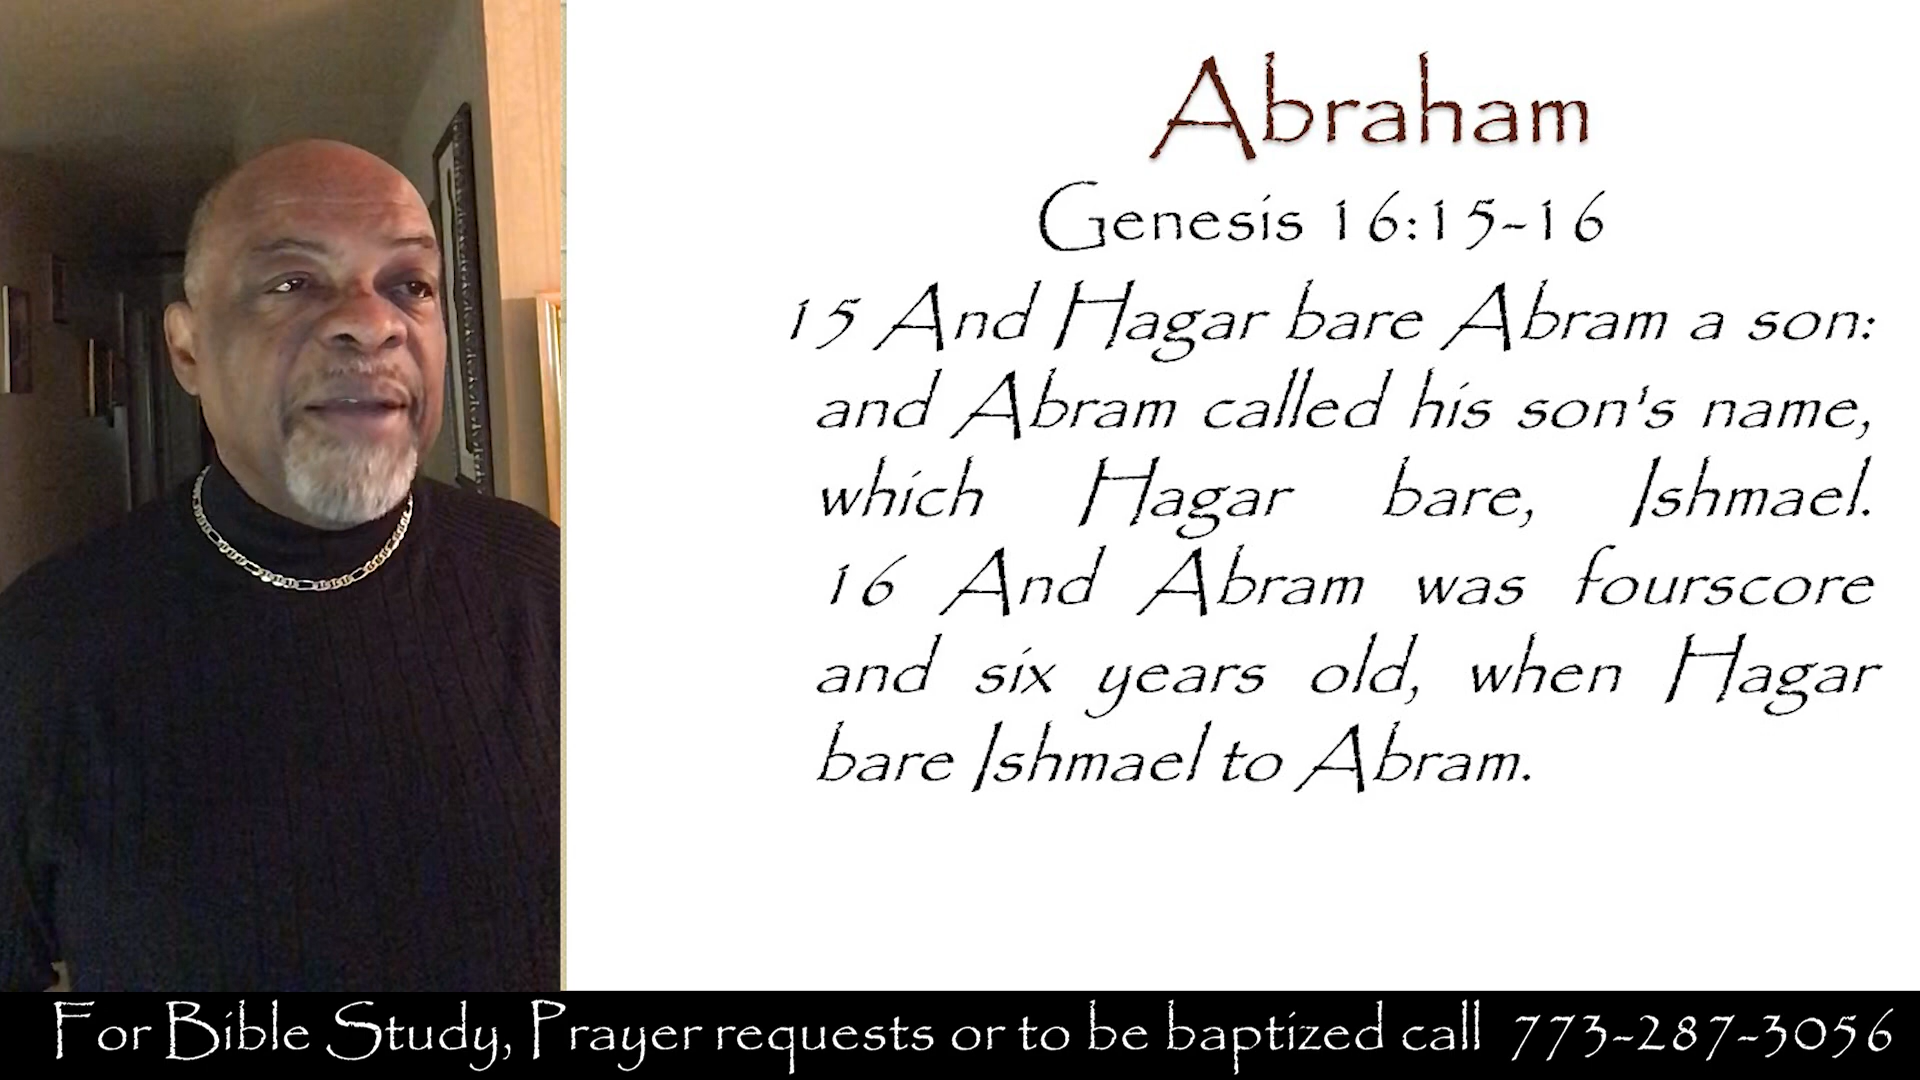 Abraham
Genesis 16:15-16
15 And Hagar bare Abram a son:
and Abram called his son's name,
which Hagar bare, Ishmael.
16 And Abram was fourscore
and six years old, when Hagar
bare Ishmael to Abram.
For Bible Study, Prayer requests or to be baptized call 773-287-3056